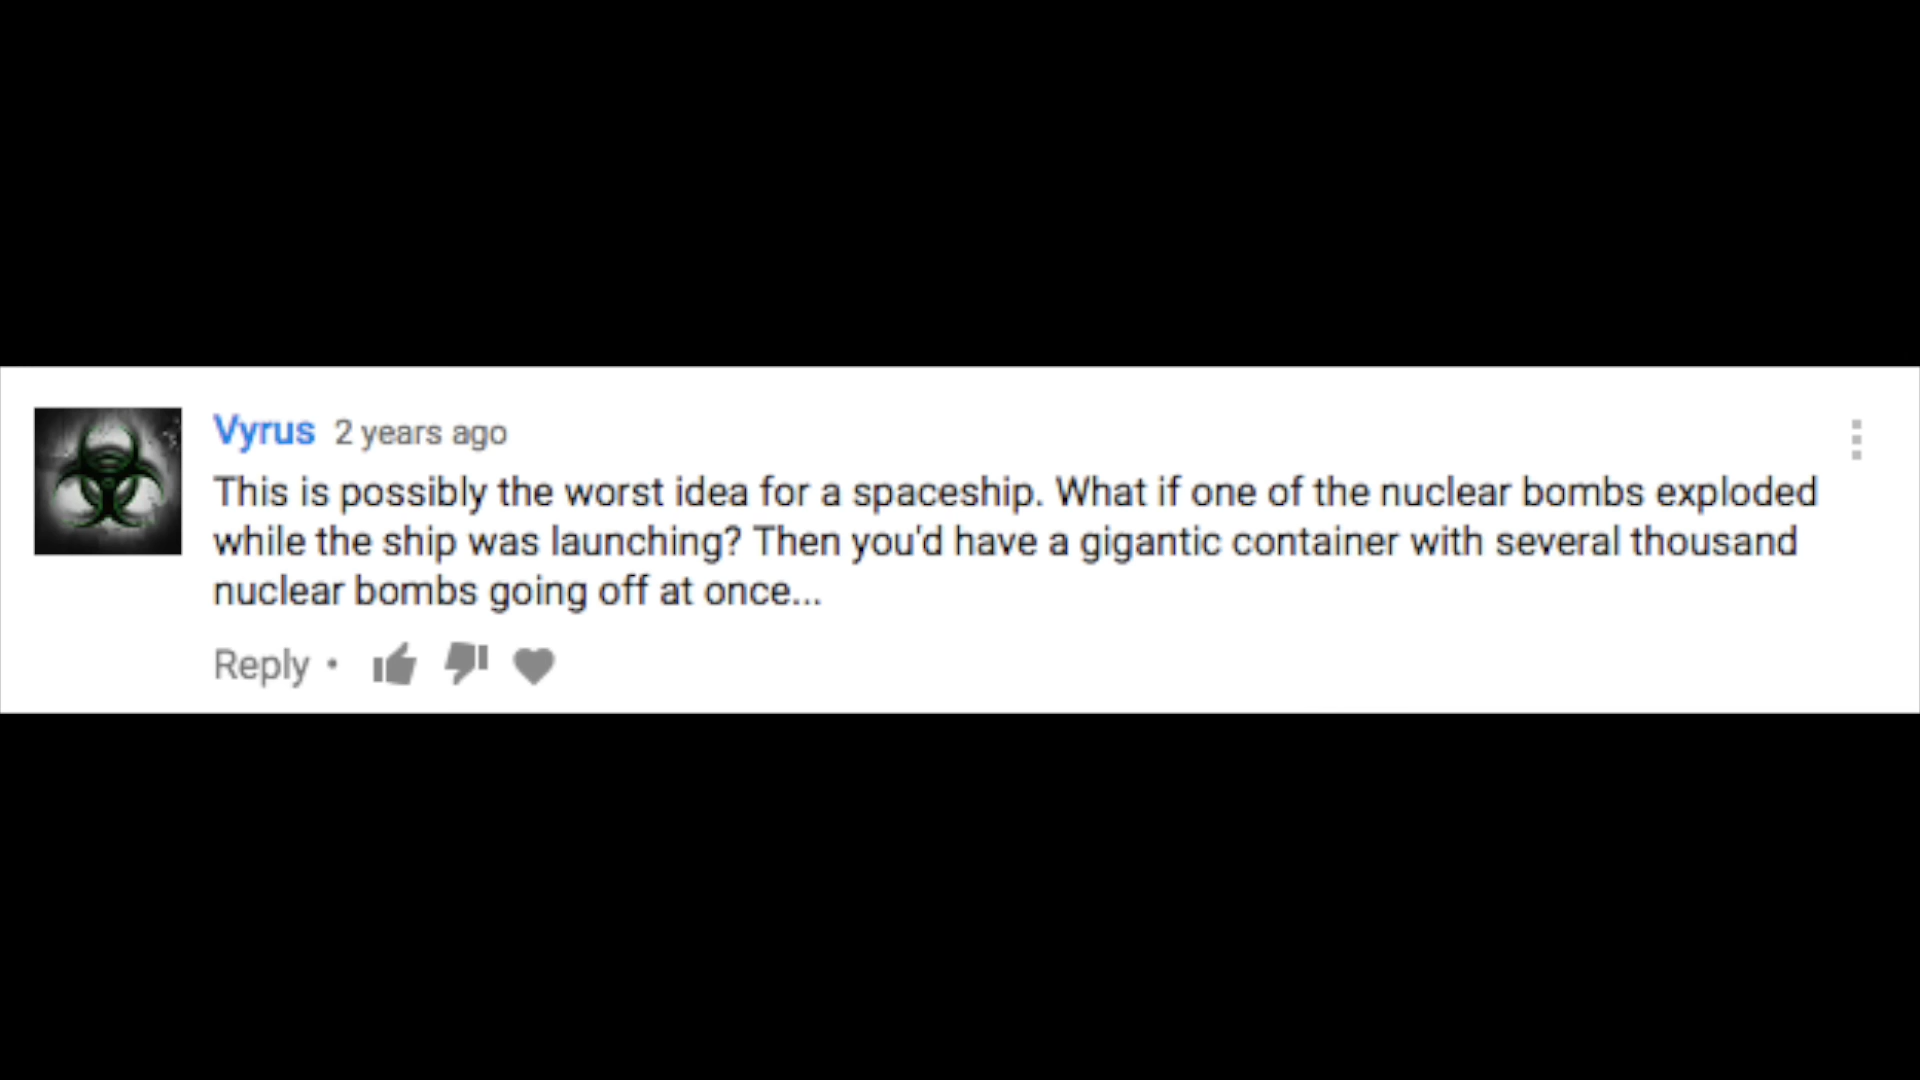 Vyrus 2 years ago
This is possibly the worst idea for a spaceship. What if one of the nuclear bombs exploded
while the ship was launching? Then you'd have a gigantic container with several thousand
nuclear bombs going off at once...
Reply •